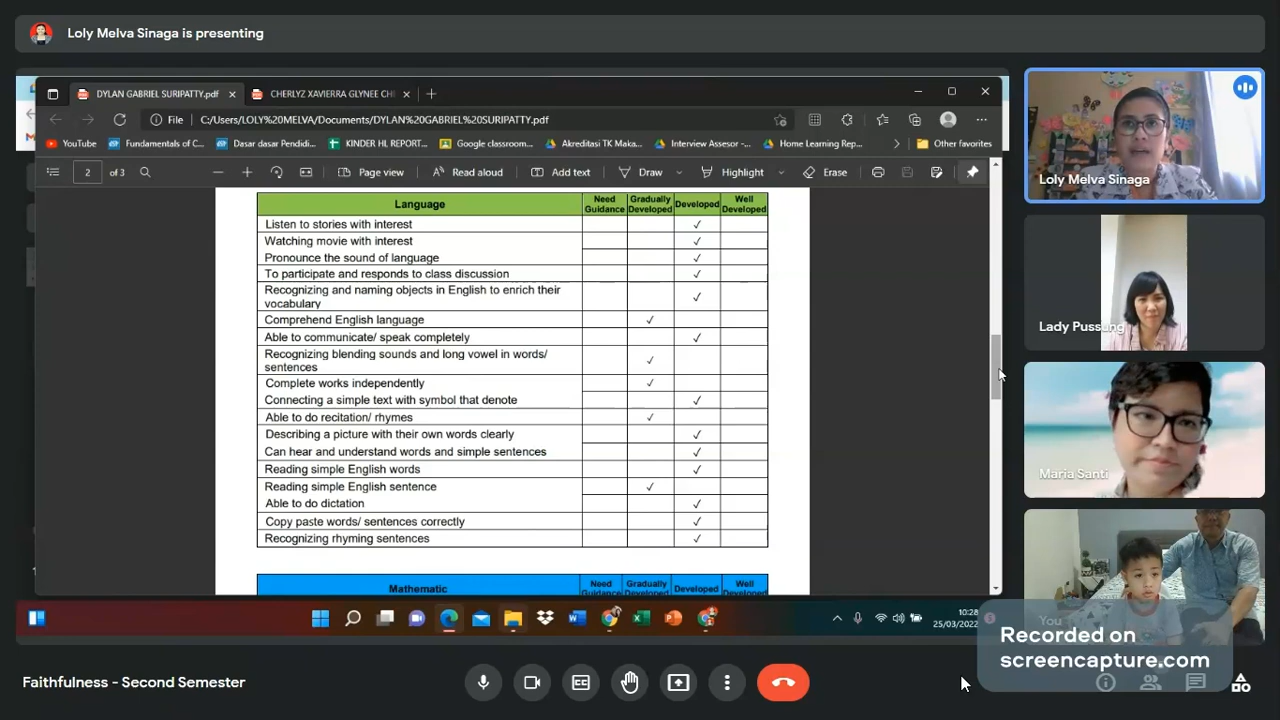 Loly Melva Sinaga is presenting
DYLAN GABRIEL SURIPATTY.pdf
CHERLYZ XAVIERRA GLYNEE CHE
File
C:/Users/LOLY%20MELVA/Documents/DYLAN%20GABRIEL%20SURIPATTY.pdf
YouTube
Fundamentals of C...
Dasar dasar Pendidi...
KINDER HL REPORT...
Google classroom...
Akreditasi TK Maka...
Interview Asesor -...
Home Learning Rep...
Other favorites
2 of 3
Page view
Read aloud
Add text
Draw
Highlight
Erase
Language
Need Guidance
Gradually Developed
Developed
Well Developed
Listen to stories with interest ✓
Watching movie with interest ✓
Pronounce the sound of language ✓
To participate and responds to class discussion ✓
Recognizing and naming objects in English to enrich their
vocabulary ✓
Comprehend English language ✓
Able to communicate/ speak completely ✓
Recognizing blending sounds and long vowel in words/
sentences ✓
Complete works independently ✓
Connecting a simple text with symbol that denote ✓
Able to do recitation/ rhymes ✓
Describing a picture with their own words clearly ✓
Can hear and understand words and simple sentences ✓
Reading simple English words ✓
Reading simple English sentence ✓
Able to do dictation ✓
Copy paste words/ sentences correctly ✓
Recognizing rhyming sentences ✓
Mathematic
Need Guidance
Gradually Developed
Developed
Well Developed
10:28
25/03/2022
Loly Melva Sinaga
Lady Pussung
Maria Santi
You
Recorded on
screencapture.com
Faithfulness - Second Semester